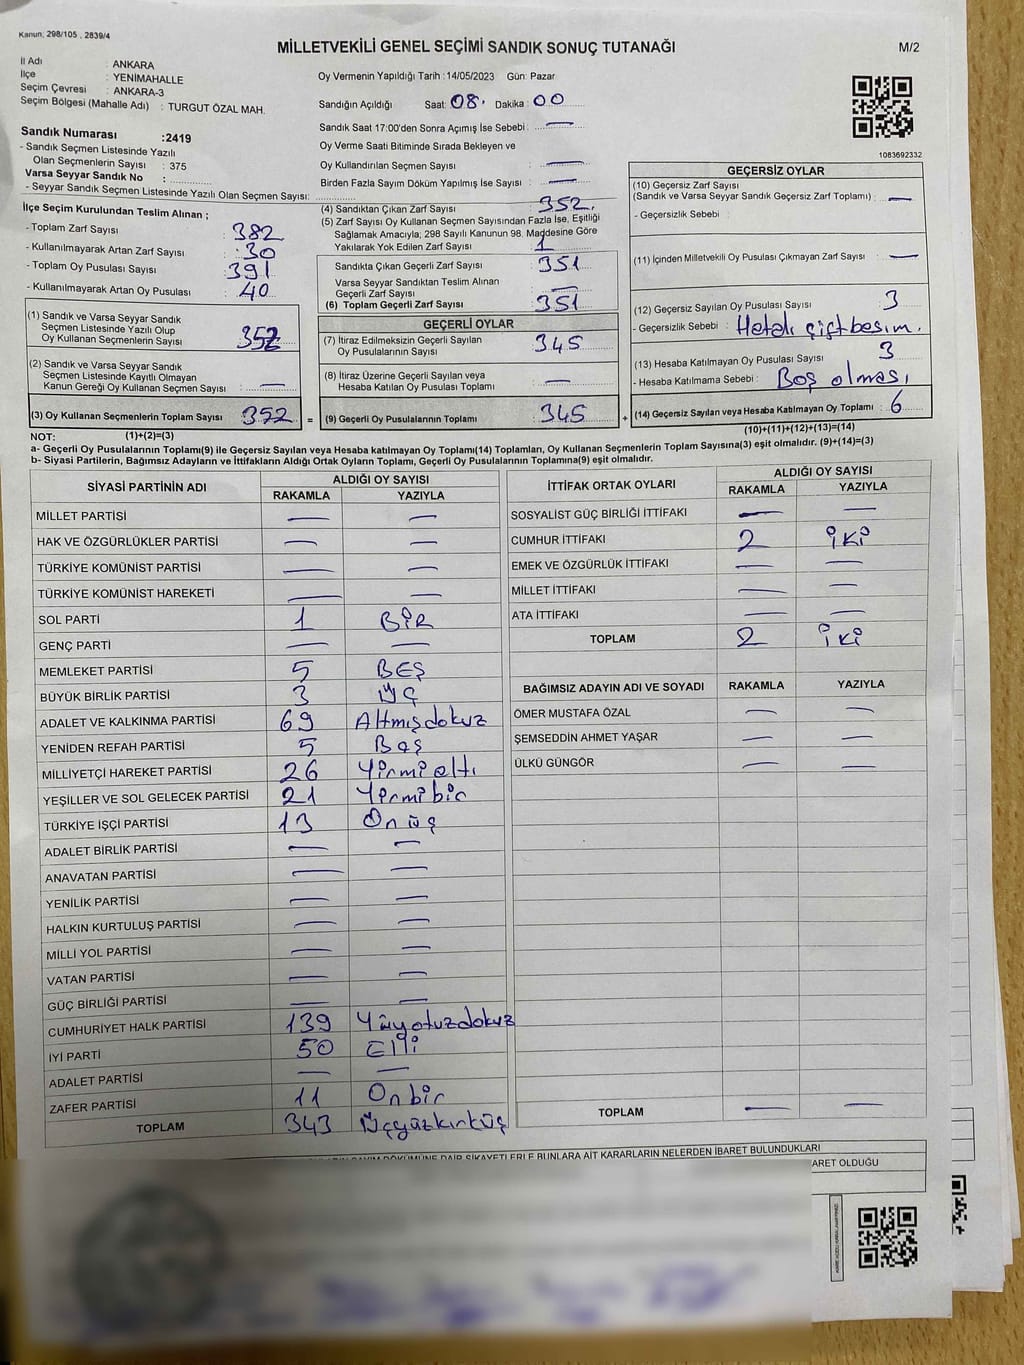 Kanun; 298/105 , 2839/4
MİLLETVEKİLİ GENEL SEÇİMİ SANDIK SONUÇ TUTANAĞI
M/2
İl Adı : ANKARA
İlçe : YENİMAHALLE
Seçim Çevresi : ANKARA-3
Seçim Bölgesi (Mahalle Adı) : TURGUT ÖZAL MAH.
Sandık Numarası :2419
- Sandık Seçmen Listesinde Yazılı
Olan Seçmenlerin Sayısı : 375
Varsa Seyyar Sandık No :
- Seyyar Sandık Seçmen Listesinde Yazılı Olan Seçmen Sayısı:
Oy Vermenin Yapıldığı Tarih :14/05/2023 Gün: Pazar
Sandığın Açıldığı Saat: 08. Dakika : 00
Sandık Saat 17:00'den Sonra Açımış İse Sebebi : —
Oy Verme Saati Bitiminde Sırada Bekleyen ve
Oy Kullandırılan Seçmen Sayısı : —
Birden Fazla Sayım Döküm Yapılmış İse Sayısı : —
1083692332
İlçe Seçim Kurulundan Teslim Alınan ;
- Toplam Zarf Sayısı : 382
- Kullanılmayarak Artan Zarf Sayısı : 30
- Toplam Oy Pusulası Sayısı : 391
- Kullanılmayarak Artan Oy Pusulası : 40
(1) Sandık ve Varsa Seyyar Sandık
Seçmen Listesinde Yazılı Olup
Oy Kullanan Seçmenlerin Sayısı : 352
(2) Sandık ve Varsa Seyyar Sandık
Seçmen Listesinde Kayıtlı Olmayan
Kanun Gereği Oy Kullanan Seçmen Sayısı : —
(3) Oy Kullanan Seçmenlerin Toplam Sayısı : 352 =
(4) Sandıktan Çıkan Zarf Sayısı : 352.
(5) Zarf Sayısı Oy Kullanan Seçmen Sayısından Fazla İse, Eşitliği
Sağlamak Amacıyla; 298 Sayılı Kanunun 98. Maddesine Göre
Yakılarak Yok Edilen Zarf Sayısı : 1
Sandıkta Çıkan Geçerli Zarf Sayısı : 351
Varsa Seyyar Sandıktan Teslim Alınan
Geçerli Zarf Sayısı : —
(6) Toplam Geçerli Zarf Sayısı : 351
GEÇERLİ OYLAR
(7) İtiraz Edilmeksizin Geçerli Sayılan
Oy Pusulalarının Sayısı : 345
(8) İtiraz Üzerine Geçerli Sayılan veya
Hesaba Katılan Oy Pusulası Toplamı : —
(9) Geçerli Oy Pusulalarının Toplamı : 345 +
GEÇERSİZ OYLAR
(10) Geçersiz Zarf Sayısı
(Sandık ve Varsa Seyyar Sandık Geçersiz Zarf Toplamı) : —
- Geçersizlik Sebebi :
(11) İçinden Milletvekili Oy Pusulası Çıkmayan Zarf Sayısı : —
(12) Geçersiz Sayılan Oy Pusulası Sayısı : 3
- Geçersizlik Sebebi : Hatalı çift basım.
(13) Hesaba Katılmayan Oy Pusulası Sayısı : 3
- Hesaba Katılmama Sebebi : Boş olması
(14) Geçersiz Sayılan veya Hesaba Katılmayan Oy Toplamı : 6
NOT: (1)+(2)=(3)
(10)+(11)+(12)+(13)=(14)
a- Geçerli Oy Pusulalarının Toplamı(9) ile Geçersiz Sayılan veya Hesaba katılmayan Oy Toplamı(14) Toplamları, Oy Kullanan Seçmenlerin Toplam Sayısına(3) eşit olmalıdır. (9)+(14)=(3)
b- Siyasi Partilerin, Bağımsız Adayların ve İttifakların Aldığı Ortak Oyların Toplamı, Geçerli Oy Pusulalarının Toplamına(9) eşit olmalıdır.
SİYASİ PARTİNİN ADI ALDIĞI OY SAYISI
RAKAMLA YAZIYLA
MİLLET PARTİSİ — —
HAK VE ÖZGÜRLÜKLER PARTİSİ — —
TÜRKİYE KOMÜNİST PARTİSİ — —
TÜRKİYE KOMÜNİST HAREKETİ — —
SOL PARTİ 1 BİR
GENÇ PARTİ — —
MEMLEKET PARTİSİ 5 BEŞ
BÜYÜK BİRLİK PARTİSİ 3 ÜÇ
ADALET VE KALKINMA PARTİSİ 69 Altmışdokuz
YENİDEN REFAH PARTİSİ 5 Beş
MİLLİYETÇİ HAREKET PARTİSİ 26 Yirmi altı
YEŞİLLER VE SOL GELECEK PARTİSİ 21 Yirmibir
TÜRKİYE İŞÇİ PARTİSİ 13 Onüç
ADALET BİRLİK PARTİSİ — —
ANAVATAN PARTİSİ — —
YENİLİK PARTİSİ — —
HALKIN KURTULUŞ PARTİSİ — —
MİLLİ YOL PARTİSİ — —
VATAN PARTİSİ — —
GÜÇ BİRLİĞİ PARTİSİ — —
CUMHURİYET HALK PARTİSİ 139 Yüzotuzdokuz
İYİ PARTİ 50 Elli
ADALET PARTİSİ — —
ZAFER PARTİSİ 11 Onbir
TOPLAM 343 Üçyüzkırküç
İTTİFAK ORTAK OYLARI ALDIĞI OY SAYISI
RAKAMLA YAZIYLA
SOSYALİST GÜÇ BİRLİĞİ İTTİFAKI — —
CUMHUR İTTİFAKI 2 İKİ
EMEK VE ÖZGÜRLÜK İTTİFAKI — —
MİLLET İTTİFAKI — —
ATA İTTİFAKI — —
TOPLAM 2 İKİ
BAĞIMSIZ ADAYIN ADI VE SOYADI RAKAMLA YAZIYLA
ÖMER MUSTAFA ÖZAL — —
ŞEMSEDDİN AHMET YAŞAR — —
ÜLKÜ GÜNGÖR — —
TOPLAM — —
SAYIM DÖKÜMÜNE DAİR ŞİKAYETLERLE BUNLARA AİT KARARLARIN NELERDEN İBARET BULUNDUKLARI
ARET OLDUĞU